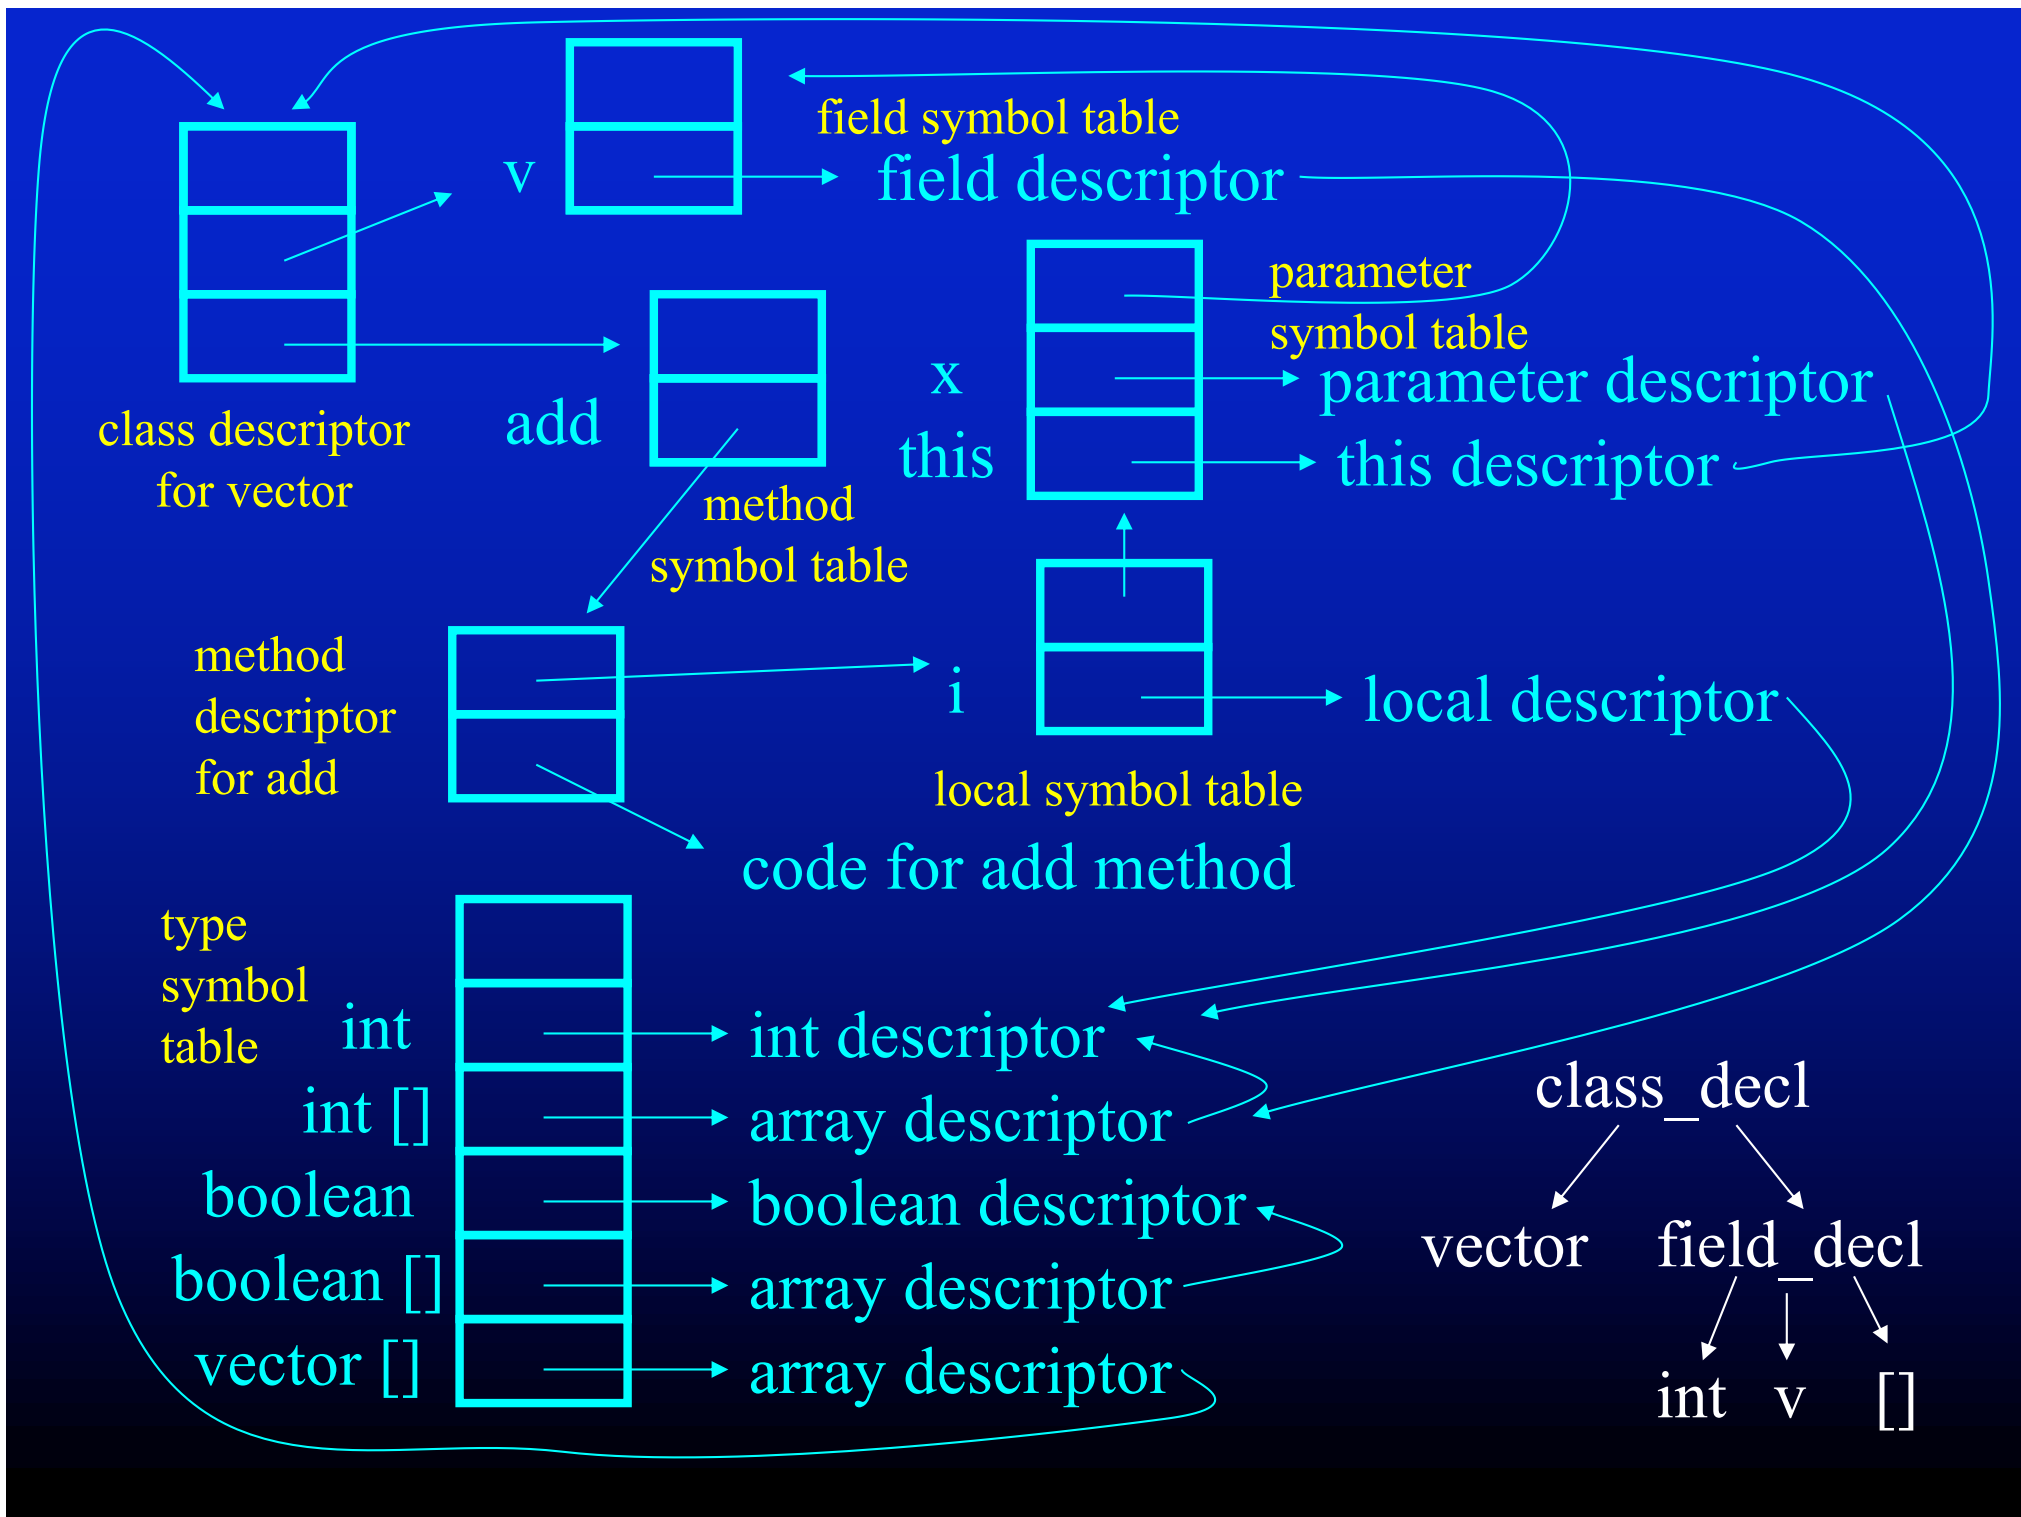 field symbol table
v
field descriptor
parameter
symbol table
x
parameter descriptor
class descriptor
for vector
add
this
this descriptor
method
symbol table
method
descriptor
for add
i
local descriptor
local symbol table
code for add method
type
symbol
table
int
int descriptor
int []
array descriptor
boolean
boolean descriptor
boolean []
array descriptor
vector []
array descriptor
class_decl
vector
field_decl
int
v
[]